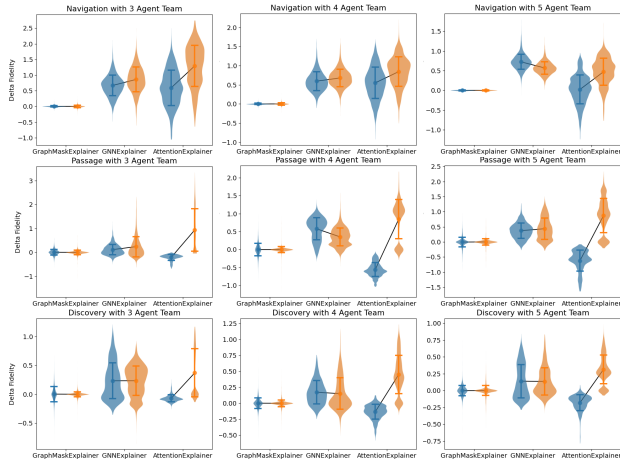 Navigation with 3 Agent Team
Navigation with 4 Agent Team
Navigation with 5 Agent Team
Delta Fidelity
2.5
2.0
1.5
1.0
0.5
0.0
−0.5
−1.0
2.0
1.5
1.0
0.5
0.0
−0.5
1.5
1.0
0.5
0.0
−0.5
−1.0
GraphMaskExplainer GNNExplainer AttentionExplainer
GraphMaskExplainer GNNExplainer AttentionExplainer
GraphMaskExplainer GNNExplainer AttentionExplainer
Passage with 3 Agent Team
Passage with 4 Agent Team
Passage with 5 Agent Team
Delta Fidelity
3
2
1
0
−1
2.0
1.5
1.0
0.5
0.0
−0.5
−1.0
2.5
2.0
1.5
1.0
0.5
0.0
−0.5
−1.0
−1.5
GraphMaskExplainer GNNExplainer AttentionExplainer
GraphMaskExplainer GNNExplainer AttentionExplainer
GraphMaskExplainer GNNExplainer AttentionExplainer
Discovery with 3 Agent Team
Discovery with 4 Agent Team
Discovery with 5 Agent Team
Delta Fidelity
1.0
0.5
0.0
−0.5
1.25
1.00
0.75
0.50
0.25
0.00
−0.25
−0.50
1.00
0.75
0.50
0.25
0.00
−0.25
−0.50
−0.75
GraphMaskExplainer GNNExplainer AttentionExplainer
GraphMaskExplainer GNNExplainer AttentionExplainer
GraphMaskExplainer GNNExplainer AttentionExplainer